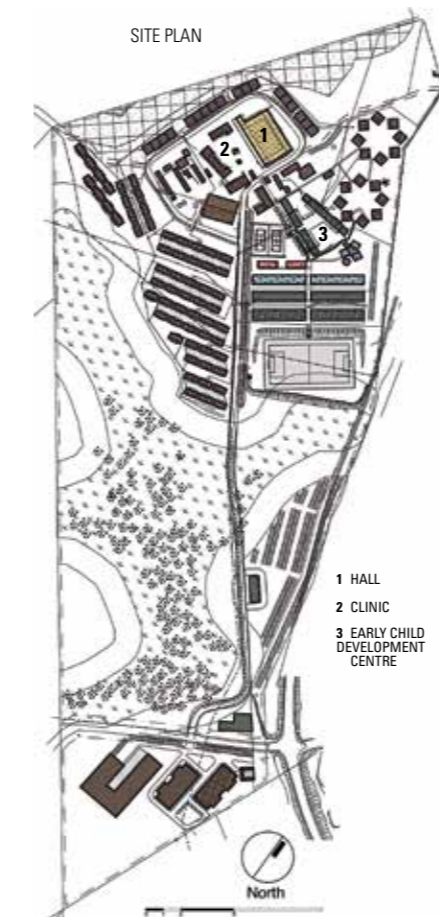 SITE PLAN
1
2
3
1 HALL
2 CLINIC
3 EARLY CHILD
DEVELOPMENT
CENTRE
North